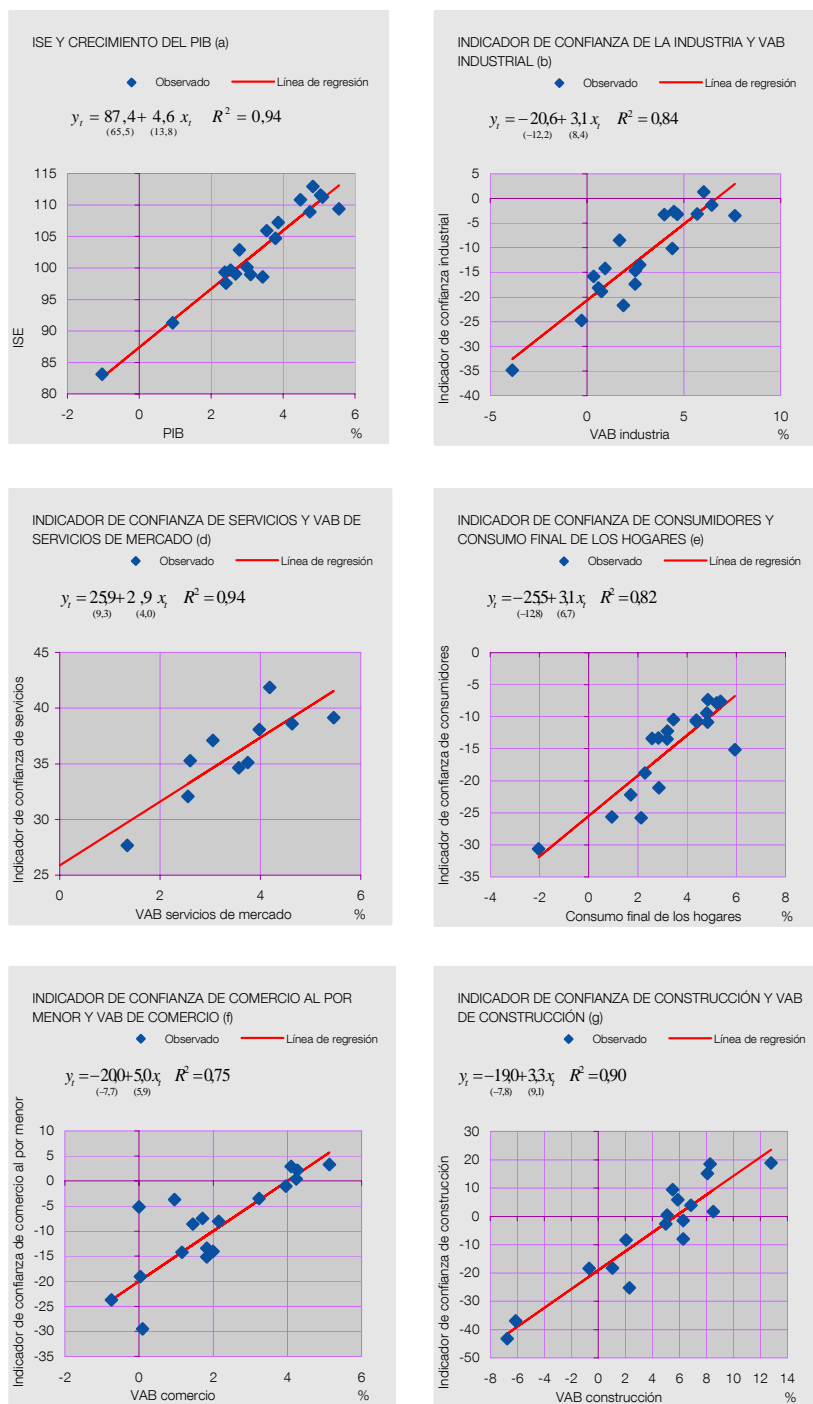 ISE Y CRECIMIENTO DEL PIB (a)
Observado Línea de regresión
y_t = 87,4+ 4,6 x_t R² = 0,94
(65,5) (13,8)
ISE
115
110
105
100
95
90
85
80
-2 0 2 4 6
PIB %
INDICADOR DE CONFIANZA DE LA INDUSTRIA Y VAB
INDUSTRIAL (b)
Observado Línea de regresión
y_t = −20,6+ 3,1 x_t R² = 0,84
(−12,2) (8,4)
Indicador de confianza industrial
5
0
-5
-10
-15
-20
-25
-30
-35
-40
-5 0 5 10
VAB industria %
INDICADOR DE CONFIANZA DE SERVICIOS Y VAB DE
SERVICIOS DE MERCADO (d)
Observado Línea de regresión
y_t = 25,9+2 ,9 x_t R² = 0,94
(9,3) (4,0)
Indicador de confianza de servicios
45
40
35
30
25
0 2 4 6
VAB servicios de mercado %
INDICADOR DE CONFIANZA DE CONSUMIDORES Y
CONSUMO FINAL DE LOS HOGARES (e)
Observado Línea de regresión
y_t = −25,5+ 3,1 x_t R² = 0,82
(−12,8) (6,7)
Indicador de confianza de consumidores
0
-5
-10
-15
-20
-25
-30
-35
-4 -2 0 2 4 6 8
Consumo final de los hogares %
INDICADOR DE CONFIANZA DE COMERCIO AL POR
MENOR Y VAB DE COMERCIO (f)
Observado Línea de regresión
y_t = −20,0+5,0 x_t R² = 0,75
(−7,7) (5,9)
Indicador de confianza de comercio al por menor
10
5
0
-5
-10
-15
-20
-25
-30
-35
-2 0 2 4 6
VAB comercio %
INDICADOR DE CONFIANZA DE CONSTRUCCIÓN Y VAB
DE CONSTRUCCIÓN (g)
Observado Línea de regresión
y_t = −19,0+3,3 x_t R² = 0,90
(−7,8) (9,1)
Indicador de confianza de construcción
30
20
10
0
-10
-20
-30
-40
-50
-8 -6 -4 -2 0 2 4 6 8 10 12 14
VAB construcción %